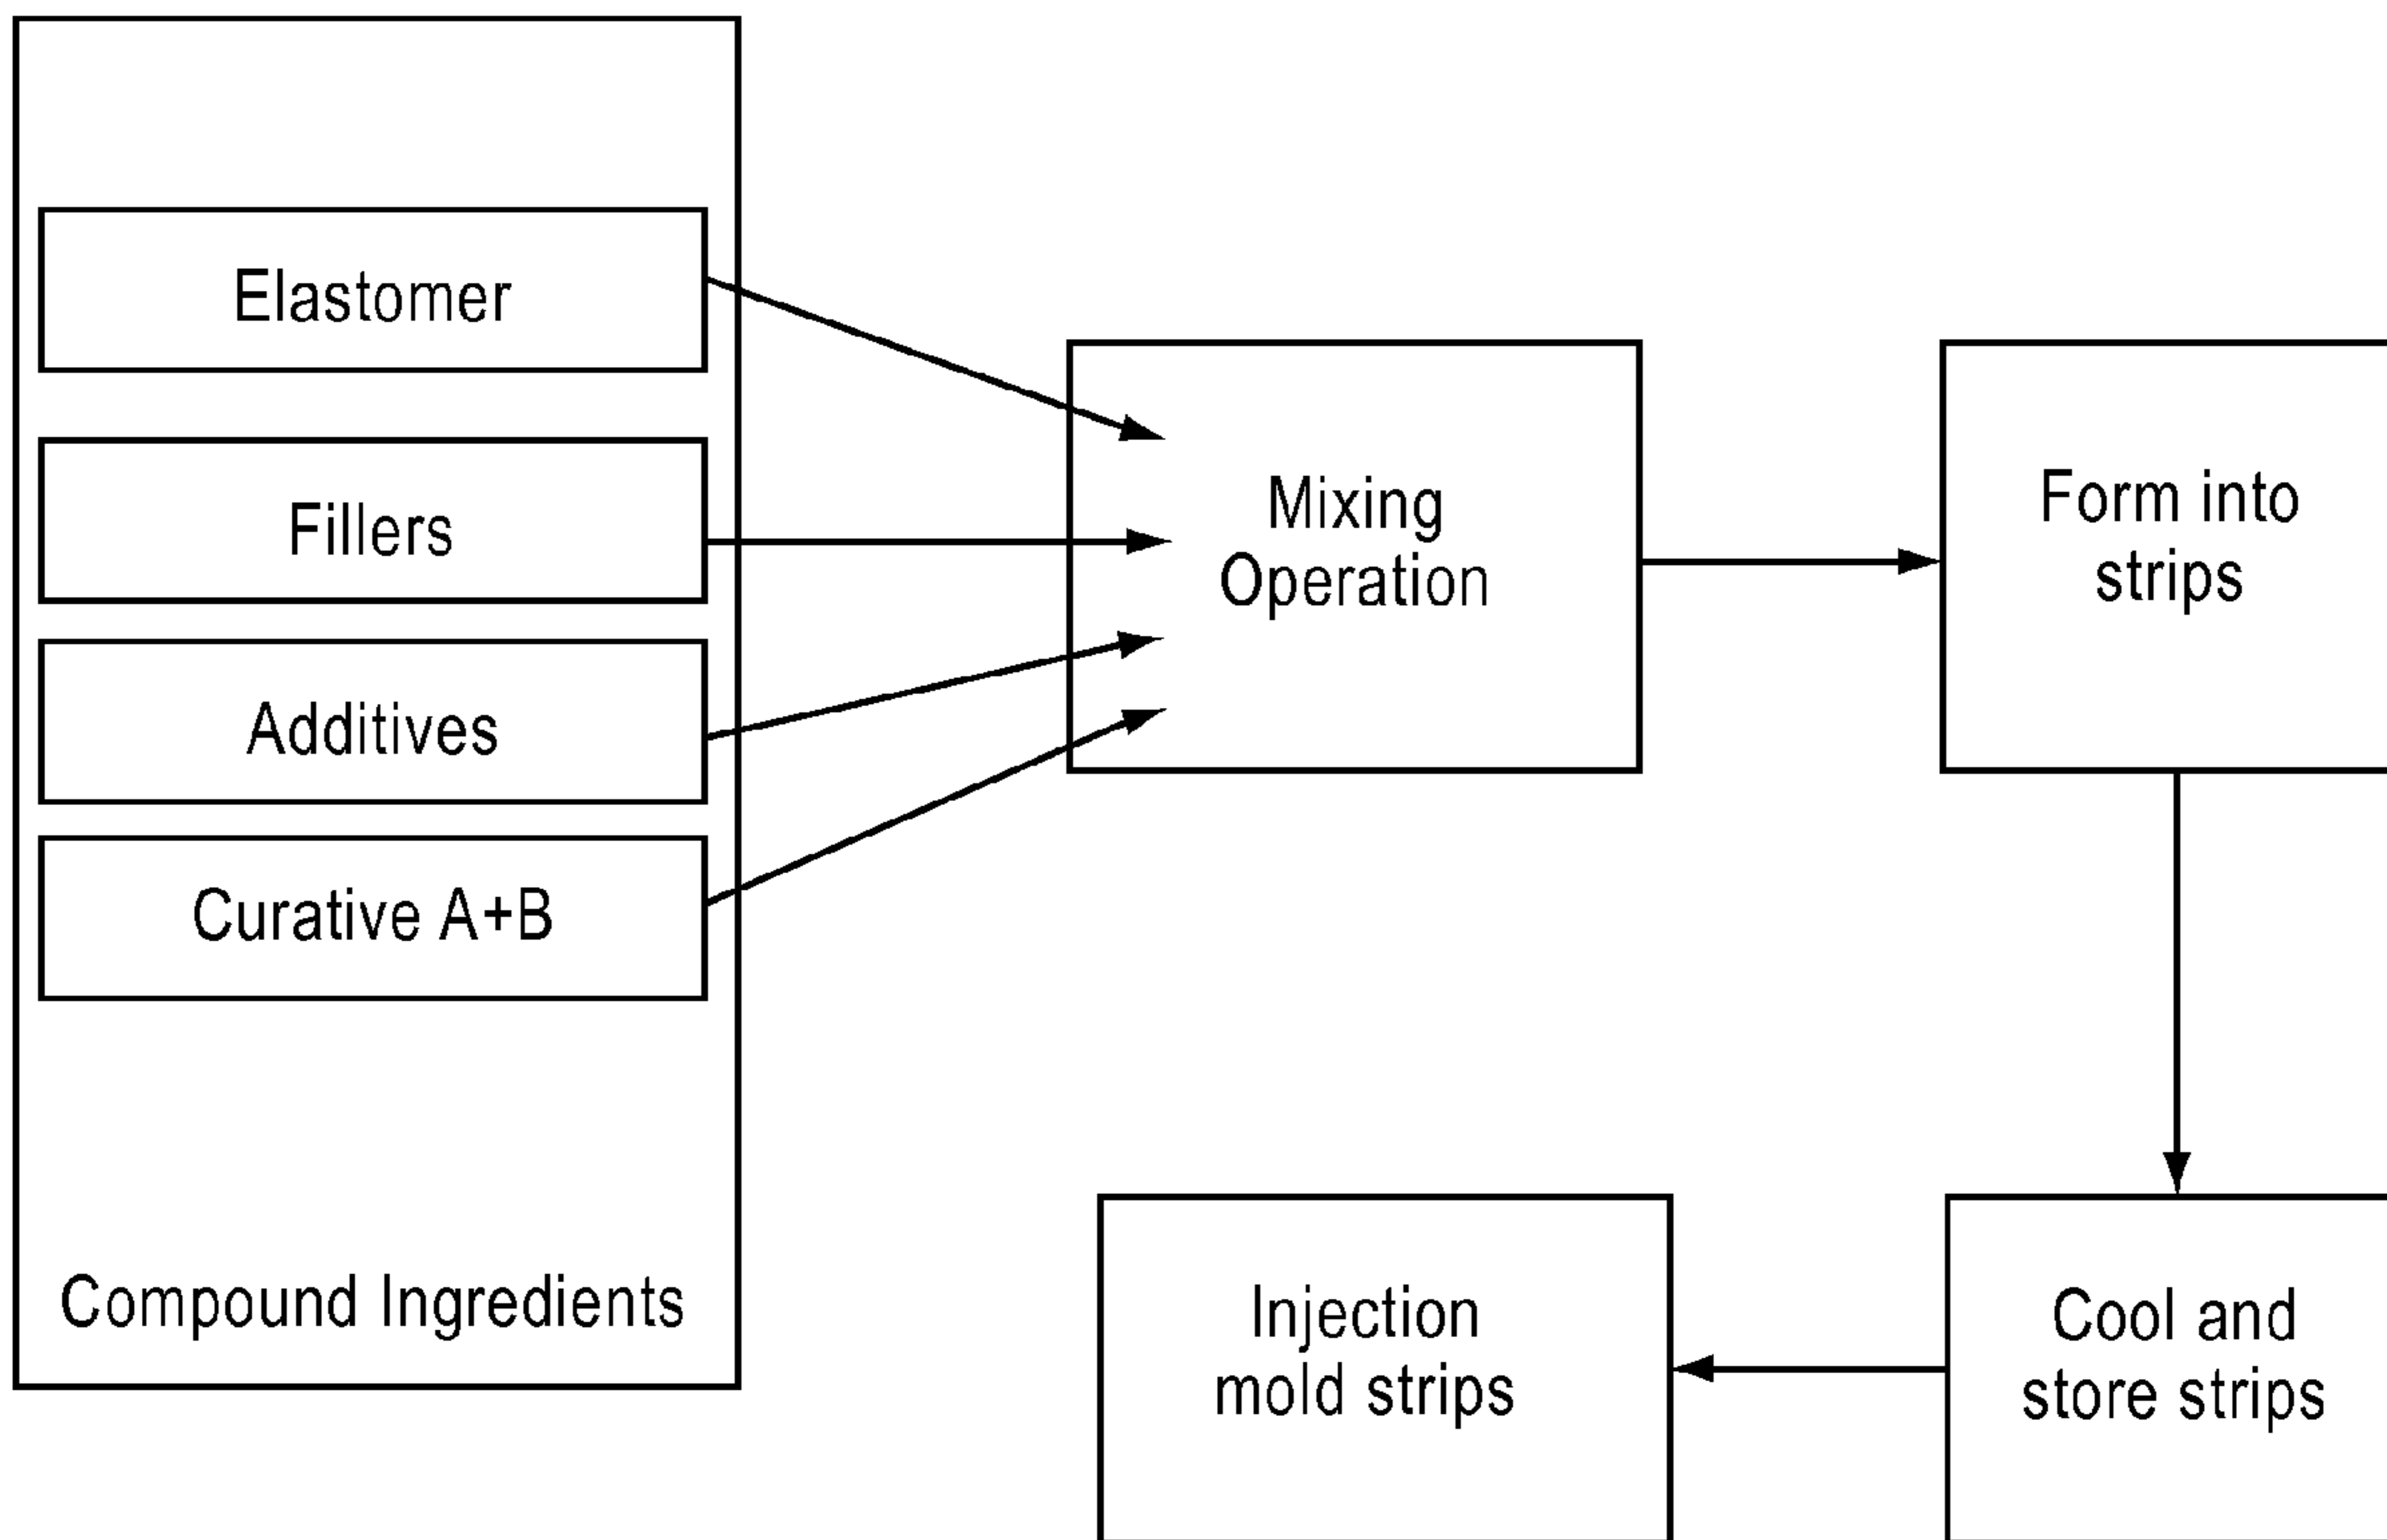 Elastomer
Fillers
Additives
Curative A+B
Compound Ingredients
Mixing
Operation
Form into
strips
Cool and
store strips
Injection
mold strips